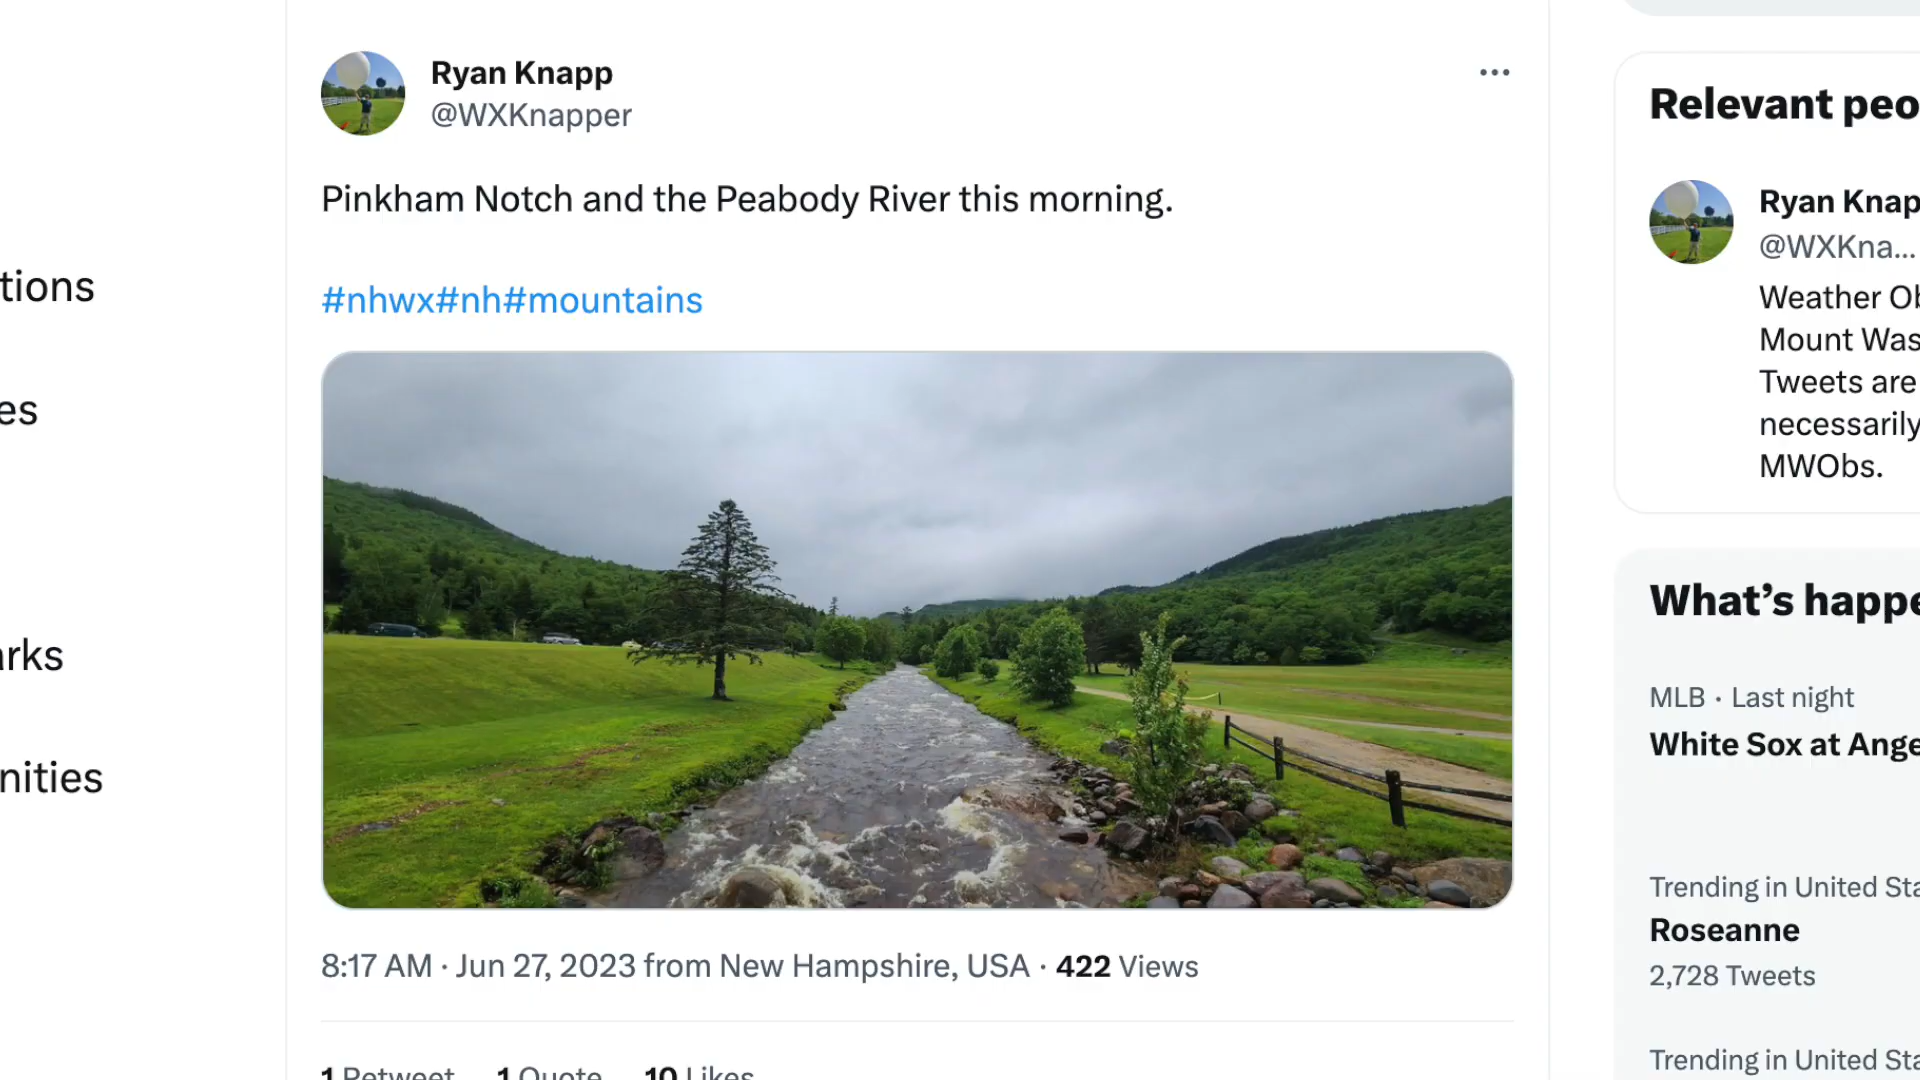 Ryan Knapp
@WXKnapper
Pinkham Notch and the Peabody River this morning.
#nhwx#nh#mountains
8:17 AM · Jun 27, 2023 from New Hampshire, USA · 422 Views
1 Retweet 1 Quote 10 Likes
tions
es
arks
nities
Relevant peo
Ryan Knap
@WXKna...
Weather Ob
Mount Was
Tweets are
necessarily
MWObs.
What’s happe
MLB · Last night
White Sox at Ange
Trending in United Sta
Roseanne
2,728 Tweets
Trending in United Sta